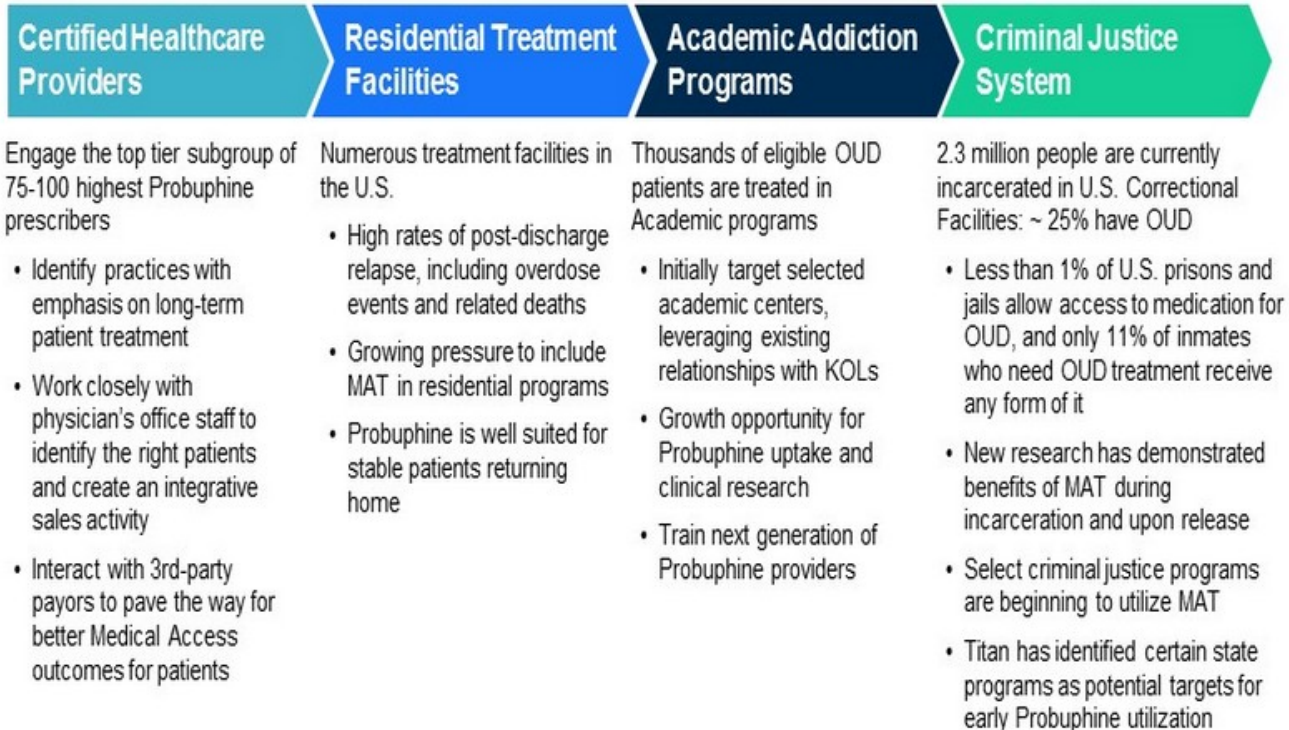 Certified Healthcare
Providers
Residential Treatment
Facilities
Academic Addiction
Programs
Criminal Justice
System
Engage the top tier subgroup of
75-100 highest Probuphine
prescribers
• Identify practices with
emphasis on long-term
patient treatment
• Work closely with
physician's office staff to
identify the right patients
and create an integrative
sales activity
• Interact with 3rd-party
payors to pave the way for
better Medical Access
outcomes for patients
Numerous treatment facilities in
the U.S.
• High rates of post-discharge
relapse, including overdose
events and related deaths
• Growing pressure to include
MAT in residential programs
• Probuphine is well suited for
stable patients returning
home
Thousands of eligible OUD
patients are treated in
Academic programs
• Initially target selected
academic centers,
leveraging existing
relationships with KOLs
• Growth opportunity for
Probuphine uptake and
clinical research
• Train next generation of
Probuphine providers
2.3 million people are currently
incarcerated in U.S. Correctional
Facilities: ~ 25% have OUD
• Less than 1% of U.S. prisons and
jails allow access to medication for
OUD, and only 11% of inmates
who need OUD treatment receive
any form of it
• New research has demonstrated
benefits of MAT during
incarceration and upon release
• Select criminal justice programs
are beginning to utilize MAT
• Titan has identified certain state
programs as potential targets for
early Probuphine utilization